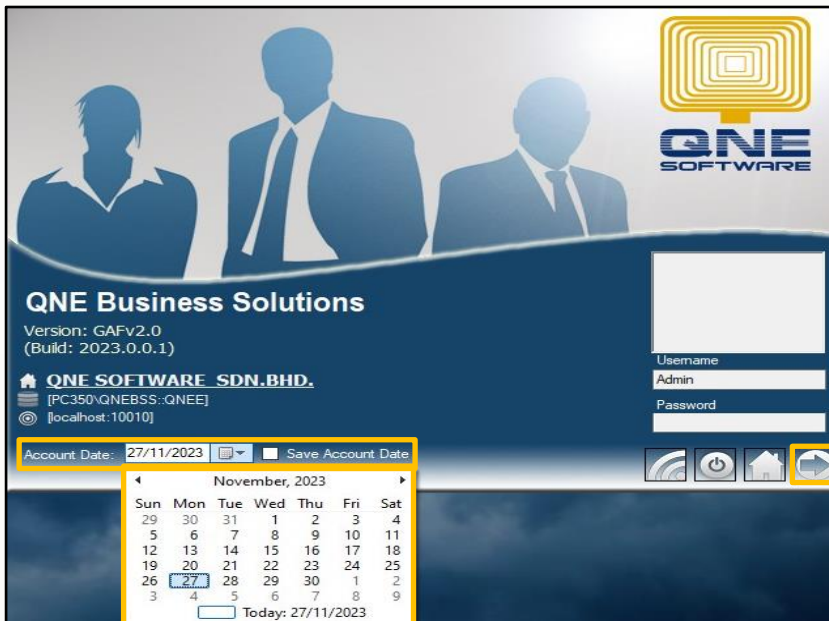 QNE
SOFTWARE
QNE Business Solutions
Version: GAFv2.0
(Build: 2023.0.0.1)
QNE SOFTWARE SDN.BHD.
[PC350\QNEBSS::QNEE]
[localhost:10010]
Username
Admin
Password
Account Date: 27/11/2023 Save Account Date
November, 2023
Sun Mon Tue Wed Thu Fri Sat
29 30 31 1 2 3 4
5 6 7 8 9 10 11
12 13 14 15 16 17 18
19 20 21 22 23 24 25
26 27 28 29 30 1 2
3 4 5 6 7 8 9
Today: 27/11/2023